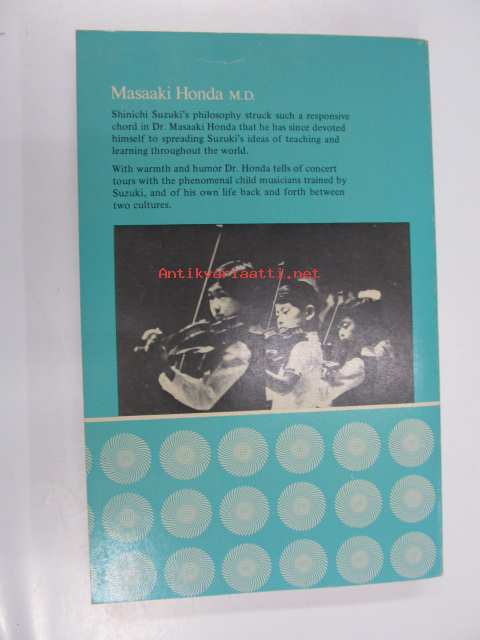 Masaaki Honda M.D.
Shinichi Suzuki's philosophy struck such a responsive
chord in Dr. Masaaki Honda that he has since devoted
himself to spreading Suzuki's ideas of teaching and
learning throughout the world.
With warmth and humor Dr. Honda tells of concert
tours with the phenomenal child musicians trained by
Suzuki, and of his own life back and forth between
two cultures.
Antikvariaatti.net